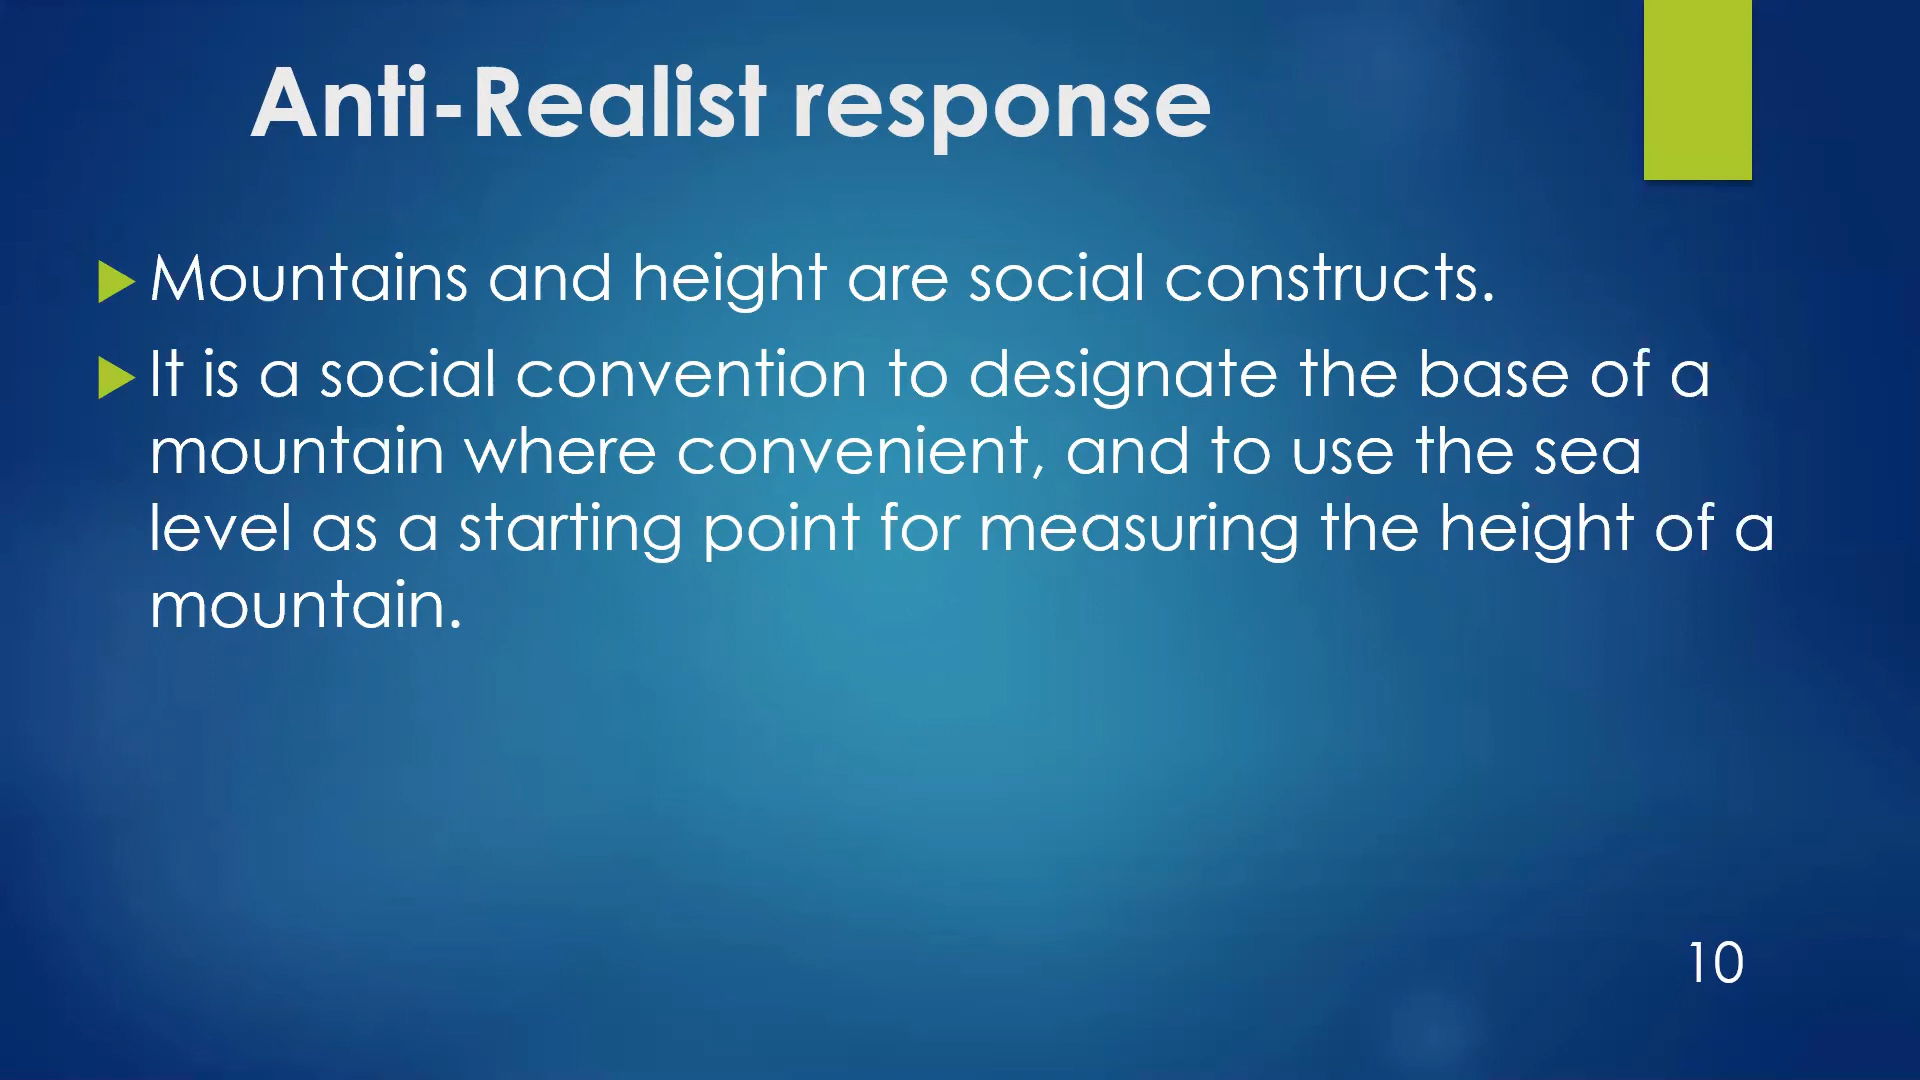 Anti-Realist response
Mountains and height are social constructs.
It is a social convention to designate the base of a
mountain where convenient, and to use the sea
level as a starting point for measuring the height of a
mountain.
10